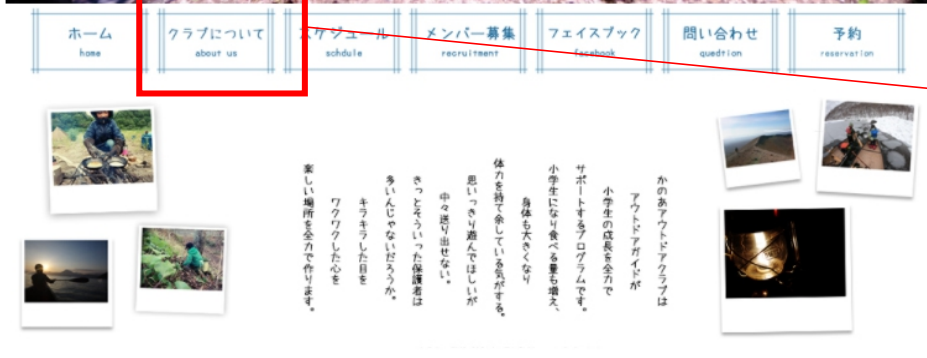 ホーム
home
クラブについて
about us
スケジュール
schdule
メンバー募集
recruitment
フェイスブック
facebook
問い合わせ
quedtion
予約
reservation
かのあアウトドアクラブは
アウトドアガイドが
小学生の成長を全力で
サポートするプログラムです。
小学生になり食べる量も増え、
身体も大きくなり
体力を持て余している気がする。
思いっきり遊んでほしいが
中々送り出せない。
きっとそういった保護者は
多いんじゃないだろうか。
キラキラした目を
ワクワクした心を
楽しい場所を全力で作ります。